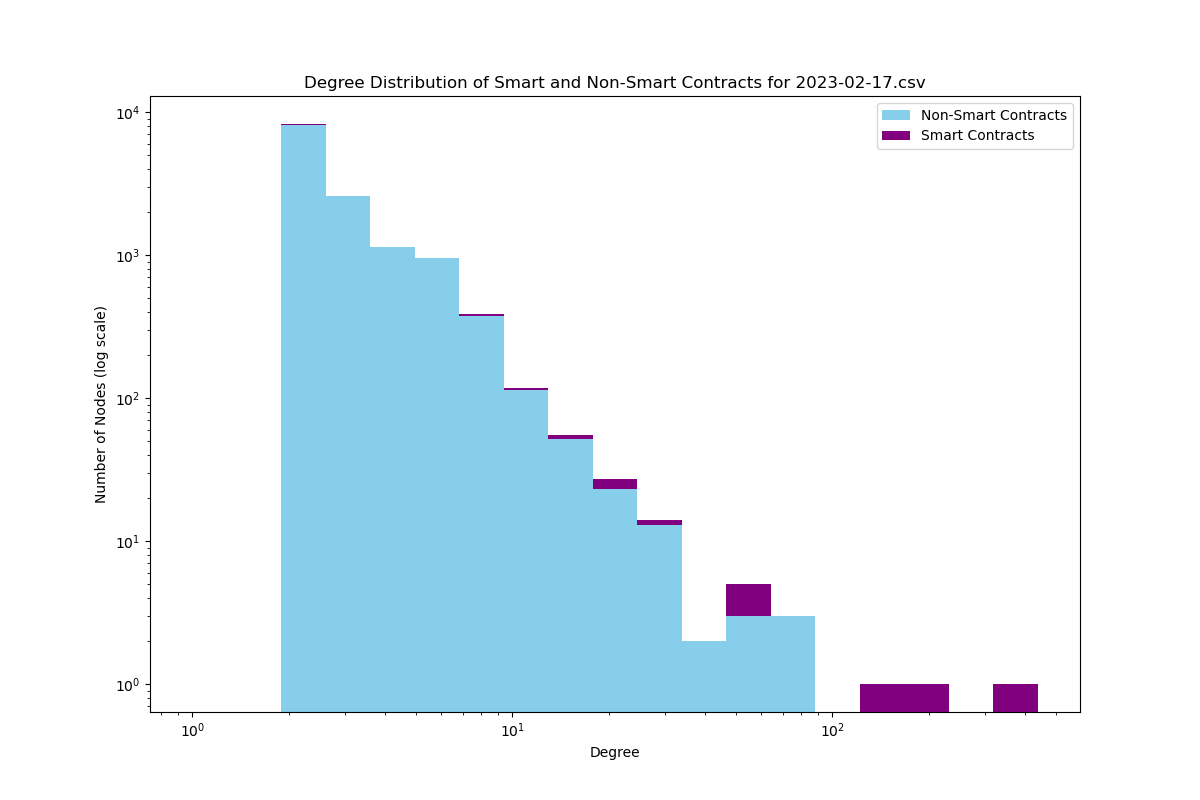 Degree Distribution of Smart and Non-Smart Contracts for 2023-02-17.csv
Non-Smart Contracts
Smart Contracts
Number of Nodes (log scale)
10⁴
10³
10²
10¹
10⁰
10⁰ 10¹ 10²
Degree